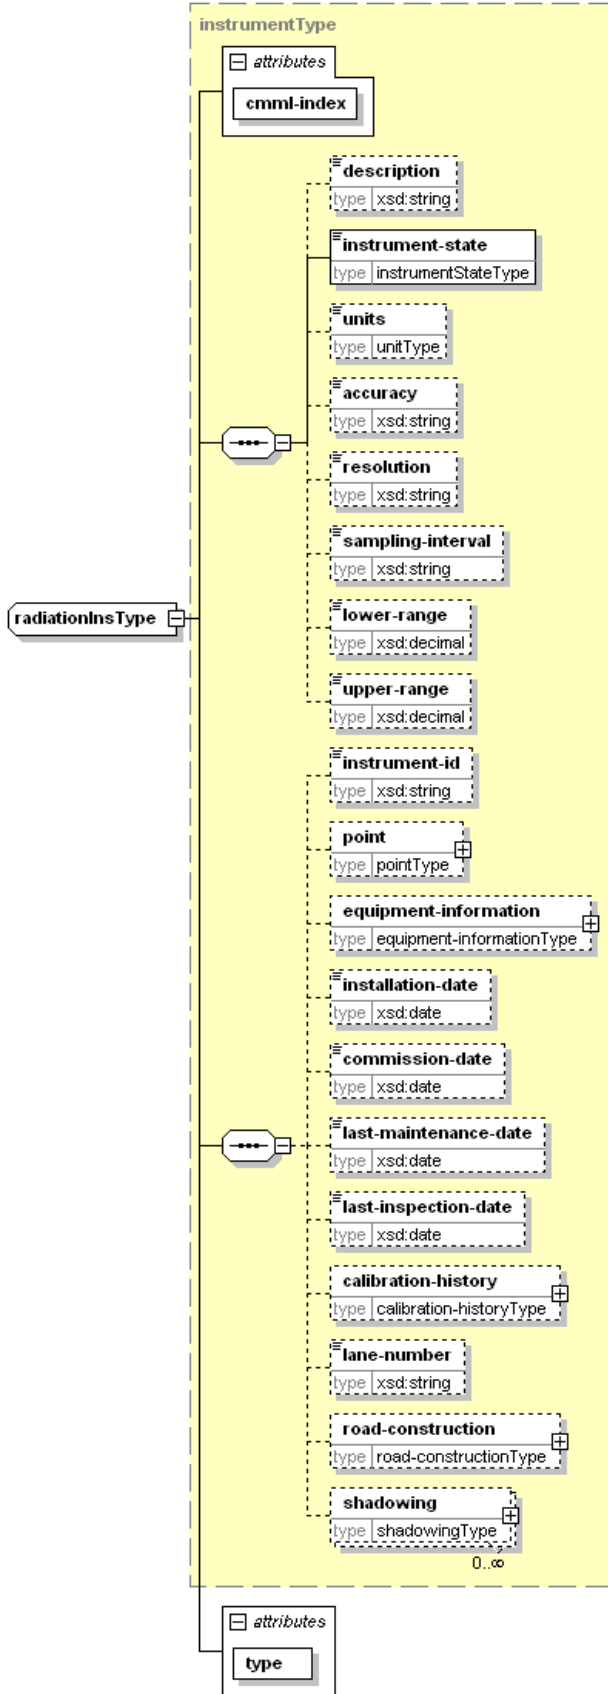 instrumentType
attributes
cmml-index
description
type xsd:string
instrument-state
type instrumentStateType
units
type unitType
accuracy
type xsd:string
resolution
type xsd:string
sampling-interval
type xsd:string
radiationInsType
lower-range
type xsd:decimal
upper-range
type xsd:decimal
instrument-id
type xsd:string
point
type pointType
equipment-information
type equipment-informationType
installation-date
type xsd:date
commission-date
type xsd:date
last-maintenance-date
type xsd:date
last-inspection-date
type xsd:date
calibration-history
type calibration-historyType
lane-number
type xsd:string
road-construction
type road-constructionType
shadowing
type shadowingType
0..∞
attributes
type